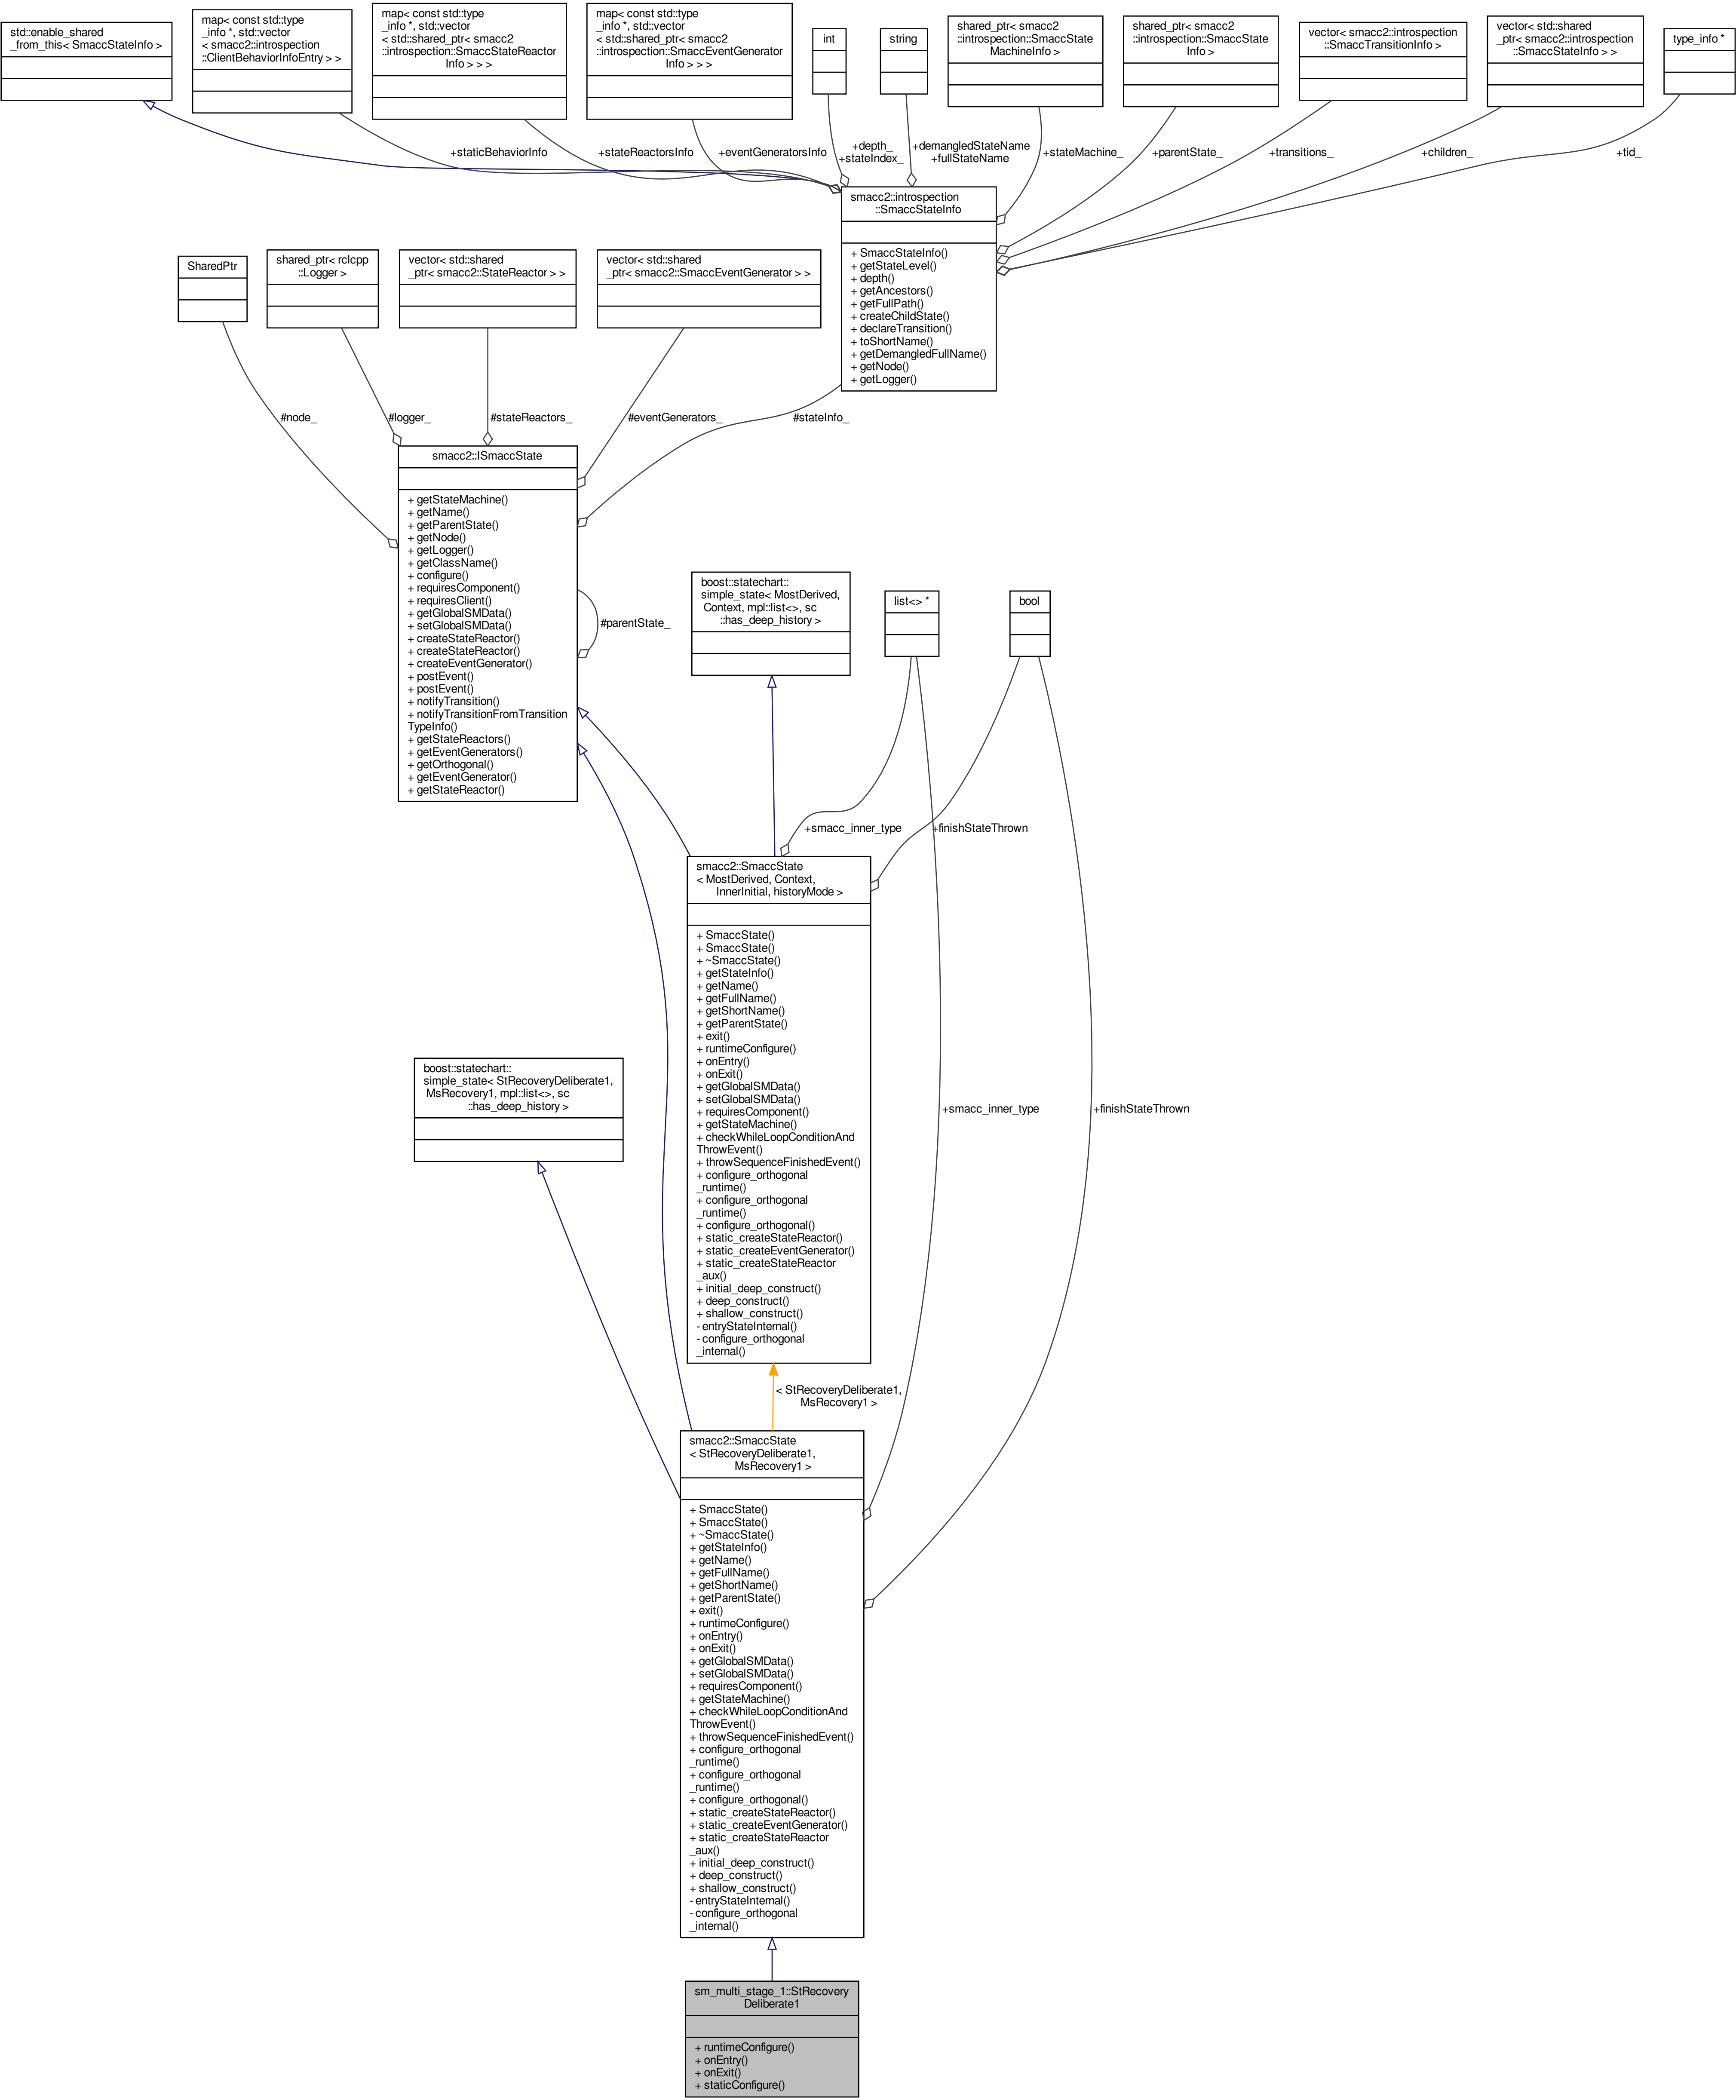 std::enable_shared
_from_this< SmaccStateInfo >
map< const std::type
_info *, std::vector
< smacc2::introspection
::ClientBehaviorInfoEntry > >
map< const std::type
_info *, std::vector
< std::shared_ptr< smacc2
::introspection::SmaccStateReactor
Info > > >
map< const std::type
_info *, std::vector
< std::shared_ptr< smacc2
::introspection::SmaccEventGenerator
Info > > >
int
string
shared_ptr< smacc2
::introspection::SmaccState
MachineInfo >
shared_ptr< smacc2
::introspection::SmaccState
Info >
vector< smacc2::introspection
::SmaccTransitionInfo >
vector< std::shared
_ptr< smacc2::introspection
::SmaccStateInfo > >
type_info *
+staticBehaviorInfo
+stateReactorsInfo
+eventGeneratorsInfo
+depth_
+stateIndex_
+demangledStateName
+fullStateName
+stateMachine_
+parentState_
+transitions_
+children_
+tid_
smacc2::introspection
::SmaccStateInfo
+ SmaccStateInfo()
+ getStateLevel()
+ depth()
+ getAncestors()
+ getFullPath()
+ createChildState()
+ declareTransition()
+ toShortName()
+ getDemangledFullName()
+ getNode()
+ getLogger()
SharedPtr
shared_ptr< rclcpp
::Logger >
vector< std::shared
_ptr< smacc2::StateReactor > >
vector< std::shared
_ptr< smacc2::SmaccEventGenerator > >
#node_
#logger_
#stateReactors_
#eventGenerators_
#stateInfo_
smacc2::ISmaccState
+ getStateMachine()
+ getName()
+ getParentState()
+ getNode()
+ getLogger()
+ getClassName()
+ configure()
+ requiresComponent()
+ requiresClient()
+ getGlobalSMData()
+ setGlobalSMData()
+ createStateReactor()
+ createStateReactor()
+ createEventGenerator()
+ postEvent()
+ postEvent()
+ notifyTransition()
+ notifyTransitionFromTransition
TypeInfo()
+ getStateReactors()
+ getEventGenerators()
+ getOrthogonal()
+ getEventGenerator()
+ getStateReactor()
#parentState_
boost::statechart::
simple_state< MostDerived,
Context, mpl::list<>, sc
::has_deep_history >
list<> *
bool
+smacc_inner_type
+finishStateThrown
smacc2::SmaccState
< MostDerived, Context,
InnerInitial, historyMode >
+ SmaccState()
+ SmaccState()
+ ~SmaccState()
+ getStateInfo()
+ getName()
+ getFullName()
+ getShortName()
+ getParentState()
+ exit()
+ runtimeConfigure()
+ onEntry()
+ onExit()
+ getGlobalSMData()
+ setGlobalSMData()
+ requiresComponent()
+ getStateMachine()
+ checkWhileLoopConditionAnd
ThrowEvent()
+ throwSequenceFinishedEvent()
+ configure_orthogonal
_runtime()
+ configure_orthogonal
_runtime()
+ configure_orthogonal()
+ static_createStateReactor()
+ static_createEventGenerator()
+ static_createStateReactor
_aux()
+ initial_deep_construct()
+ deep_construct()
+ shallow_construct()
- entryStateInternal()
- configure_orthogonal
_internal()
boost::statechart::
simple_state< StRecoveryDeliberate1,
MsRecovery1, mpl::list<>, sc
::has_deep_history >
+smacc_inner_type
+finishStateThrown
< StRecoveryDeliberate1,
MsRecovery1 >
smacc2::SmaccState
< StRecoveryDeliberate1,
MsRecovery1 >
+ SmaccState()
+ SmaccState()
+ ~SmaccState()
+ getStateInfo()
+ getName()
+ getFullName()
+ getShortName()
+ getParentState()
+ exit()
+ runtimeConfigure()
+ onEntry()
+ onExit()
+ getGlobalSMData()
+ setGlobalSMData()
+ requiresComponent()
+ getStateMachine()
+ checkWhileLoopConditionAnd
ThrowEvent()
+ throwSequenceFinishedEvent()
+ configure_orthogonal
_runtime()
+ configure_orthogonal
_runtime()
+ configure_orthogonal()
+ static_createStateReactor()
+ static_createEventGenerator()
+ static_createStateReactor
_aux()
+ initial_deep_construct()
+ deep_construct()
+ shallow_construct()
- entryStateInternal()
- configure_orthogonal
_internal()
sm_multi_stage_1::StRecovery
Deliberate1
+ runtimeConfigure()
+ onEntry()
+ onExit()
+ staticConfigure()